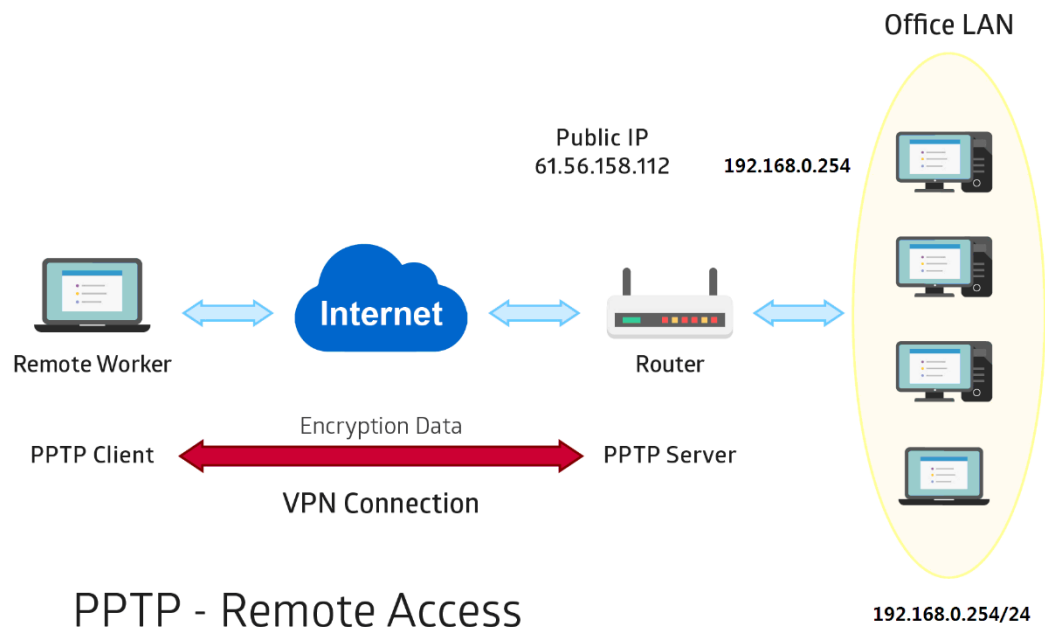 Office LAN
Public IP
61.56.158.112
192.168.0.254
Internet
Remote Worker
Router
Encryption Data
PPTP Client
PPTP Server
VPN Connection
PPTP - Remote Access
192.168.0.254/24